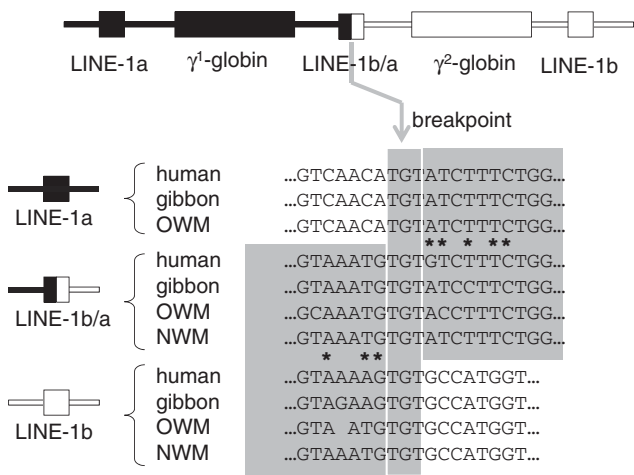 LINE-1a γ¹-globin LINE-1b/a γ²-globin LINE-1b
breakpoint
LINE-1a
human ...GTCAACATGTATCTTTCTGG...
gibbon ...GTCAACATGTATCTTTCTGG...
OWM ...GTCAACATGTATCTTTCTGG...
** * **
LINE-1b/a
human ...GTAAATGTGTGTCTTTCTGG...
gibbon ...GTAAATGTGTATCCTTCTGG...
OWM ...GCAAATGTGTACCTTTCTGG...
NWM ...GTAAATGTGTATCTTTCTGG...
* **
LINE-1b
human ...GTAAAAGTGTGCCATGGT...
gibbon ...GTAGAAGTGTGCCATGGT...
OWM ...GTA ATGTGTGCCATGGT...
NWM ...GTAAATGTGTGCCATGGT...